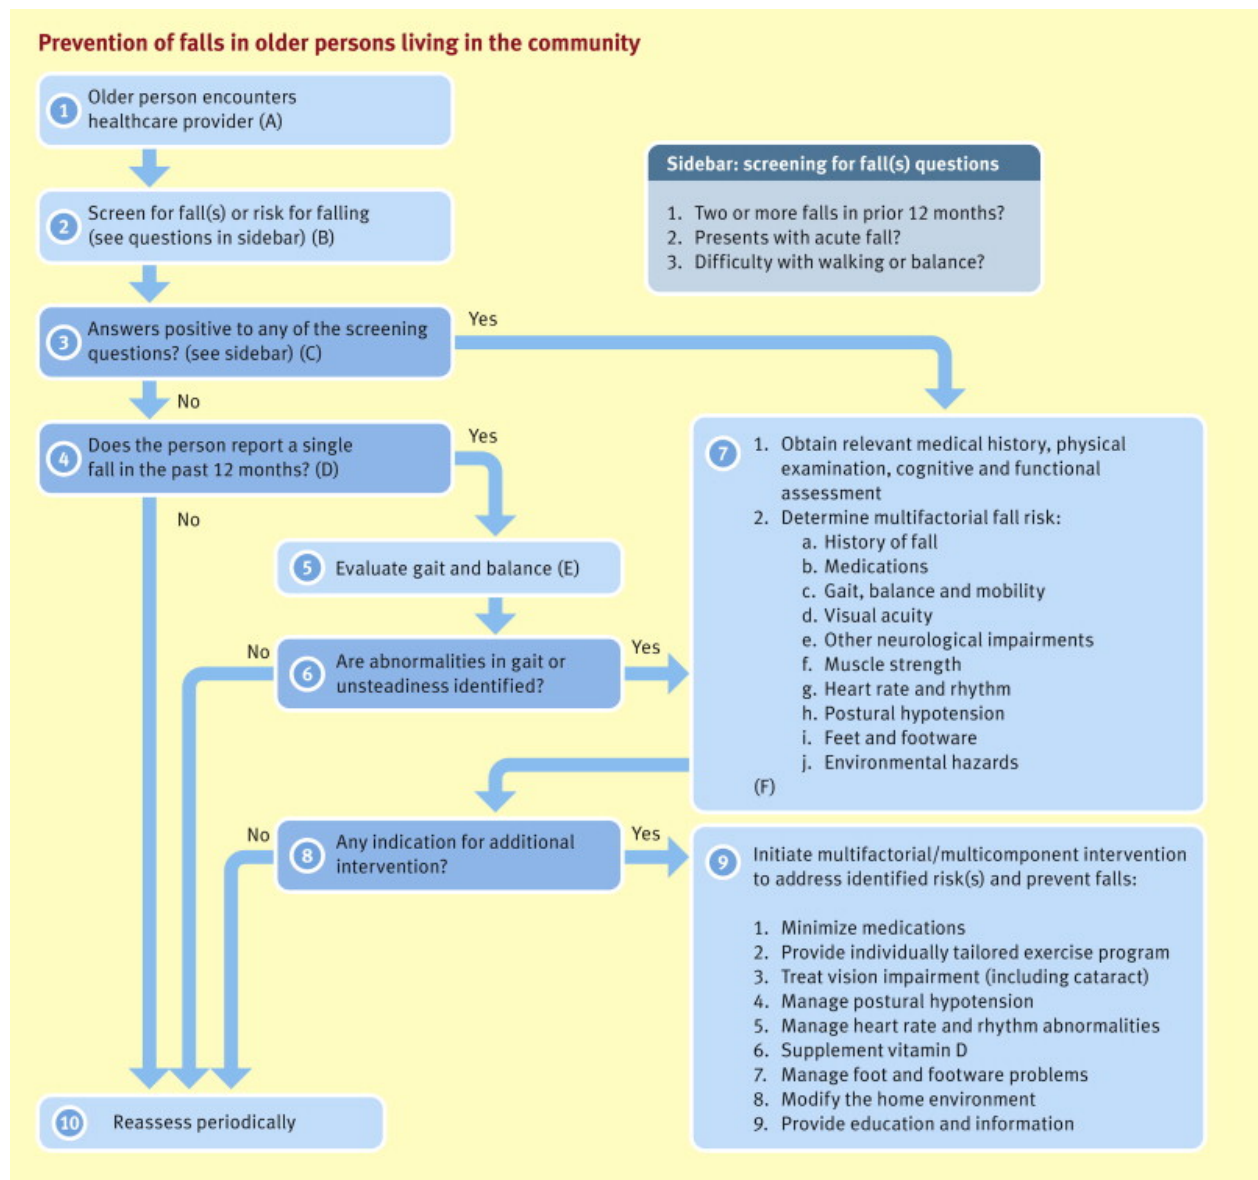 Prevention of falls in older persons living in the community
1
Older person encounters
healthcare provider (A)
2
Screen for fall(s) or risk for falling
(see questions in sidebar) (B)
Sidebar: screening for fall(s) questions
1. Two or more falls in prior 12 months?
2. Presents with acute fall?
3. Difficulty with walking or balance?
3
Answers positive to any of the screening
questions? (see sidebar) (C)
Yes
No
4
Does the person report a single
fall in the past 12 months? (D)
Yes
No
5
Evaluate gait and balance (E)
6
Are abnormalities in gait or
unsteadiness identified?
No
Yes
7
1. Obtain relevant medical history, physical
examination, cognitive and functional
assessment
2. Determine multifactorial fall risk:
a. History of fall
b. Medications
c. Gait, balance and mobility
d. Visual acuity
e. Other neurological impairments
f. Muscle strength
g. Heart rate and rhythm
h. Postural hypotension
i. Feet and footware
j. Environmental hazards
(F)
8
Any indication for additional
intervention?
No
Yes
9
Initiate multifactorial/multicomponent intervention
to address identified risk(s) and prevent falls:
1. Minimize medications
2. Provide individually tailored exercise program
3. Treat vision impairment (including cataract)
4. Manage postural hypotension
5. Manage heart rate and rhythm abnormalities
6. Supplement vitamin D
7. Manage foot and footware problems
8. Modify the home environment
9. Provide education and information
10
Reassess periodically